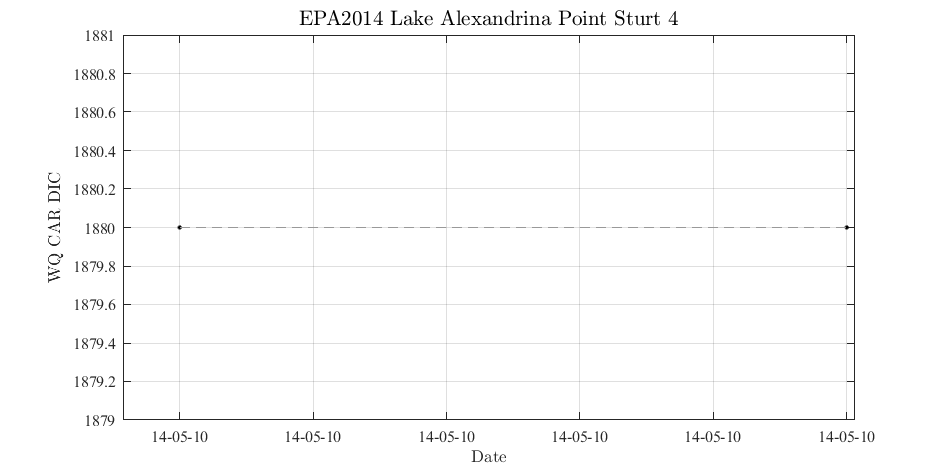 EPA2014 Lake Alexandrina Point Sturt 4
1881
1880.8
1880.6
1880.4
1880.2
1880
1879.8
1879.6
1879.4
1879.2
1879
WQ CAR DIC
14-05-10 14-05-10 14-05-10 14-05-10 14-05-10 14-05-10
Date